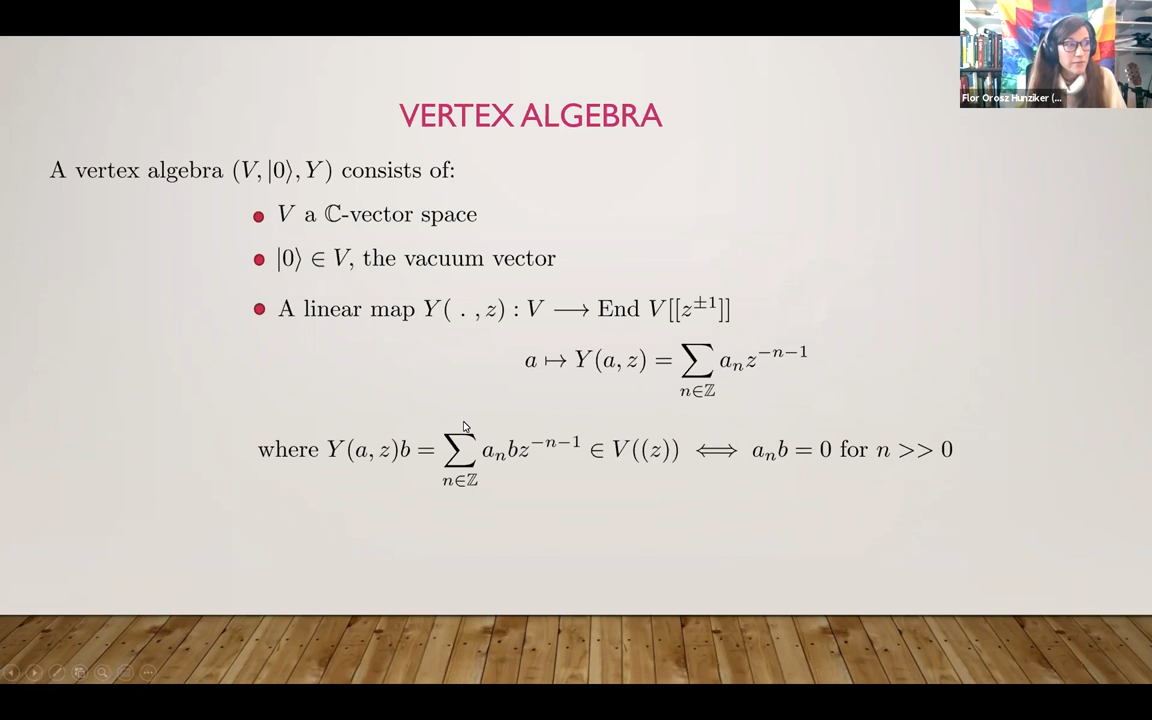 Flor Orosz Hunziker (...
VERTEX ALGEBRA
A vertex algebra (V, |0⟩, Y) consists of:
V a ℂ-vector space
|0⟩ ∈ V, the vacuum vector
A linear map Y( . , z) : V ⟶ End V[[z^{±1}]]
a ↦ Y(a, z) = ∑_{n∈ℤ} a_n z^{−n−1}
where Y(a, z)b = ∑_{n∈ℤ} a_n b z^{−n−1} ∈ V((z)) ⟺ a_n b = 0 for n >> 0